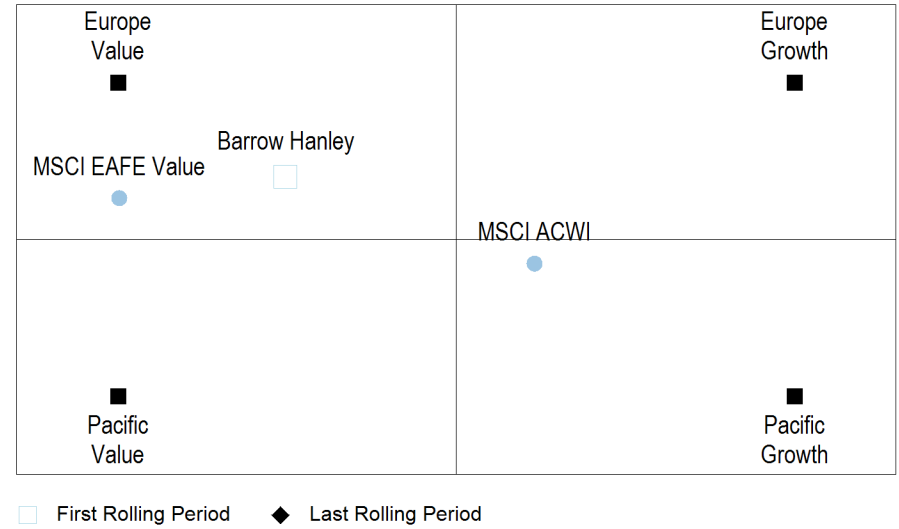 Europe
Value
Europe
Growth
Barrow Hanley
MSCI EAFE Value
MSCI ACWI
Pacific
Value
Pacific
Growth
First Rolling Period
Last Rolling Period